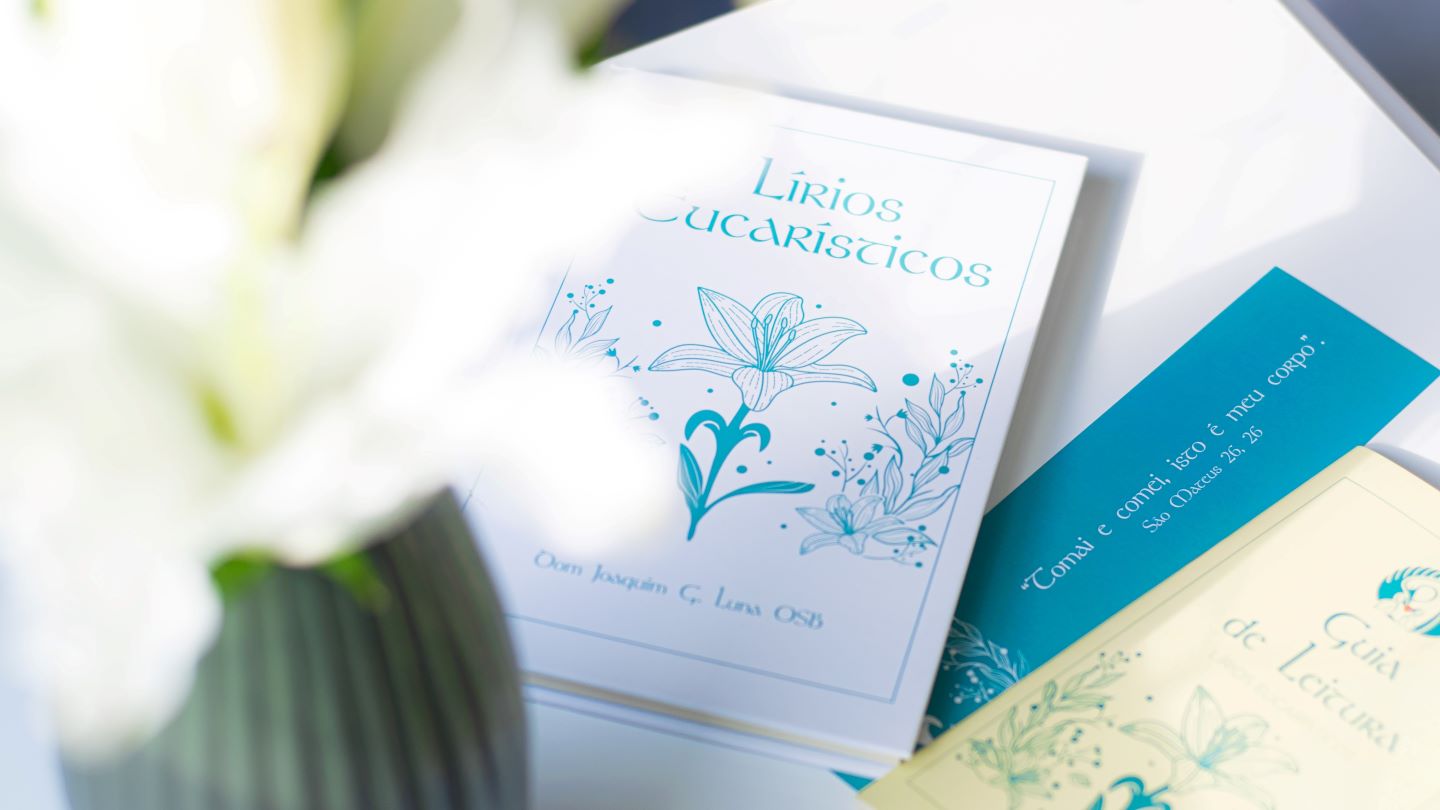 Lírios
Eucarísticos
Dom Joaquim G. Luna OSB
"Tomai e comei, isto é meu corpo".
São Mateus 26, 26
Guia
de Leitura